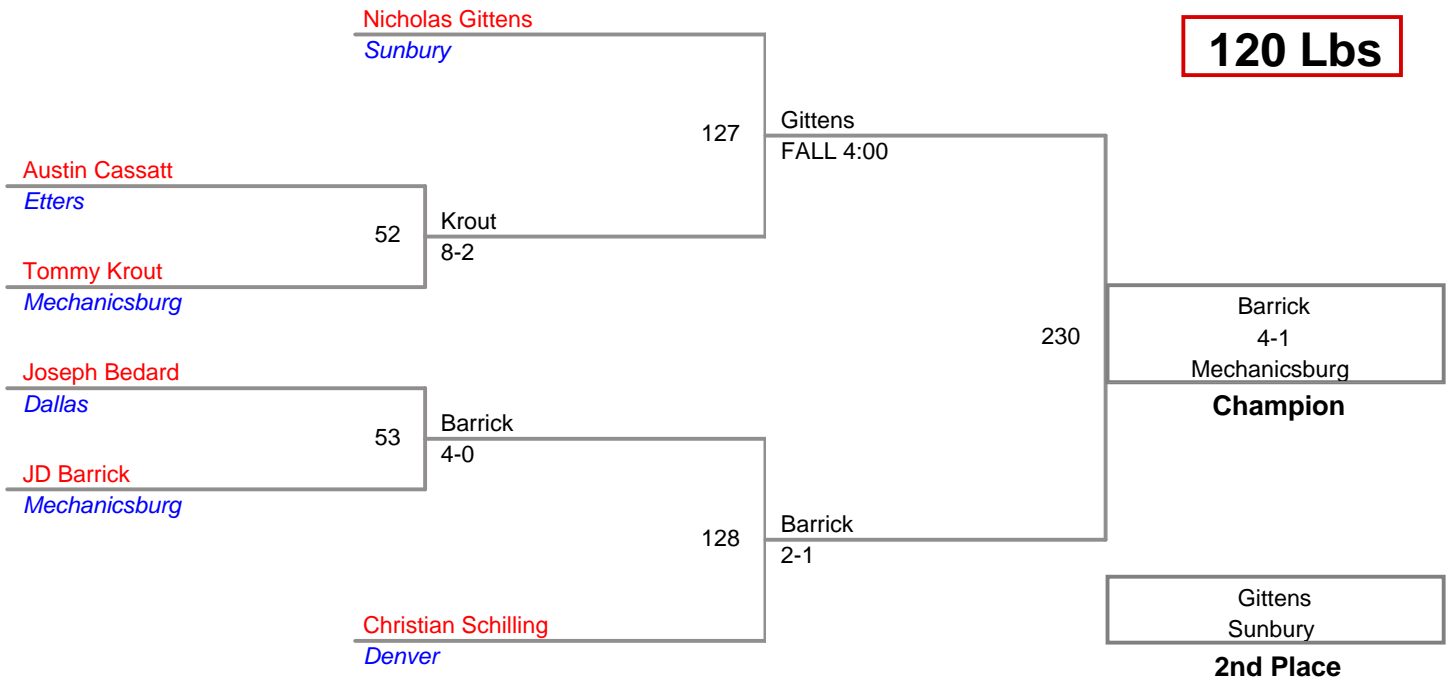 Nicholas Gittens
Sunbury
120 Lbs
127
Gittens
FALL 4:00
Austin Cassatt
Etters
52
Krout
8-2
Tommy Krout
Mechanicsburg
230
Barrick
4-1
Mechanicsburg
Champion
Joseph Bedard
Dallas
53
Barrick
4-0
JD Barrick
Mechanicsburg
128
Barrick
2-1
Christian Schilling
Denver
Gittens
Sunbury
2nd Place